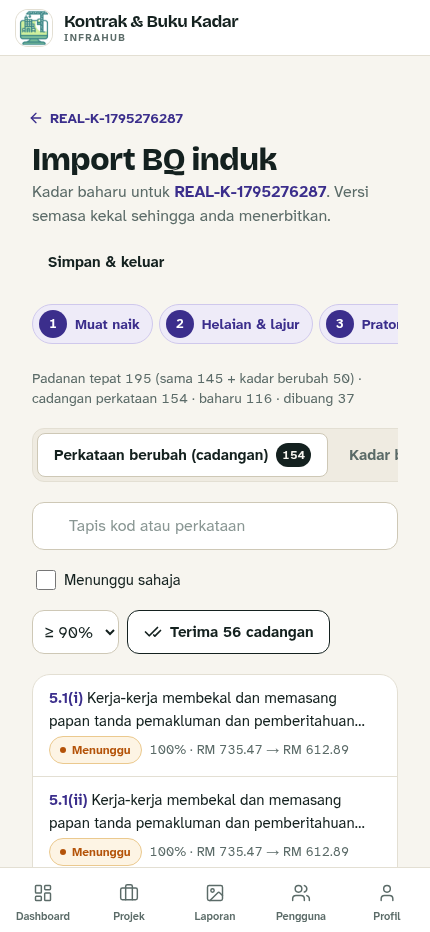 Kontrak & Buku Kadar
INFRAHUB
← REAL-K-1795276287
Import BQ induk
Kadar baharu untuk REAL-K-1795276287. Versi
semasa kekal sehingga anda menerbitkan.
Simpan & keluar
1 Muat naik 2 Helaian & lajur 3
Padanan tepat 195 (sama 145 + kadar berubah 50) ·
cadangan perkataan 154 · baharu 116 · dibuang 37
Perkataan berubah (cadangan) 154 Kadar
Tapis kod atau perkataan
Menunggu sahaja
≥ 90% Terima 56 cadangan
5.1(i) Kerja-kerja membekal dan memasang
papan tanda pemakluman dan pemberitahuan...
Menunggu 100% · RM 735.47 → RM 612.89
5.1(ii) Kerja-kerja membekal dan memasang
papan tanda pemakluman dan pemberitahuan...
Menunggu 100% · RM 735.47 → RM 612.89
Dashboard Projek Laporan Pengguna Profil